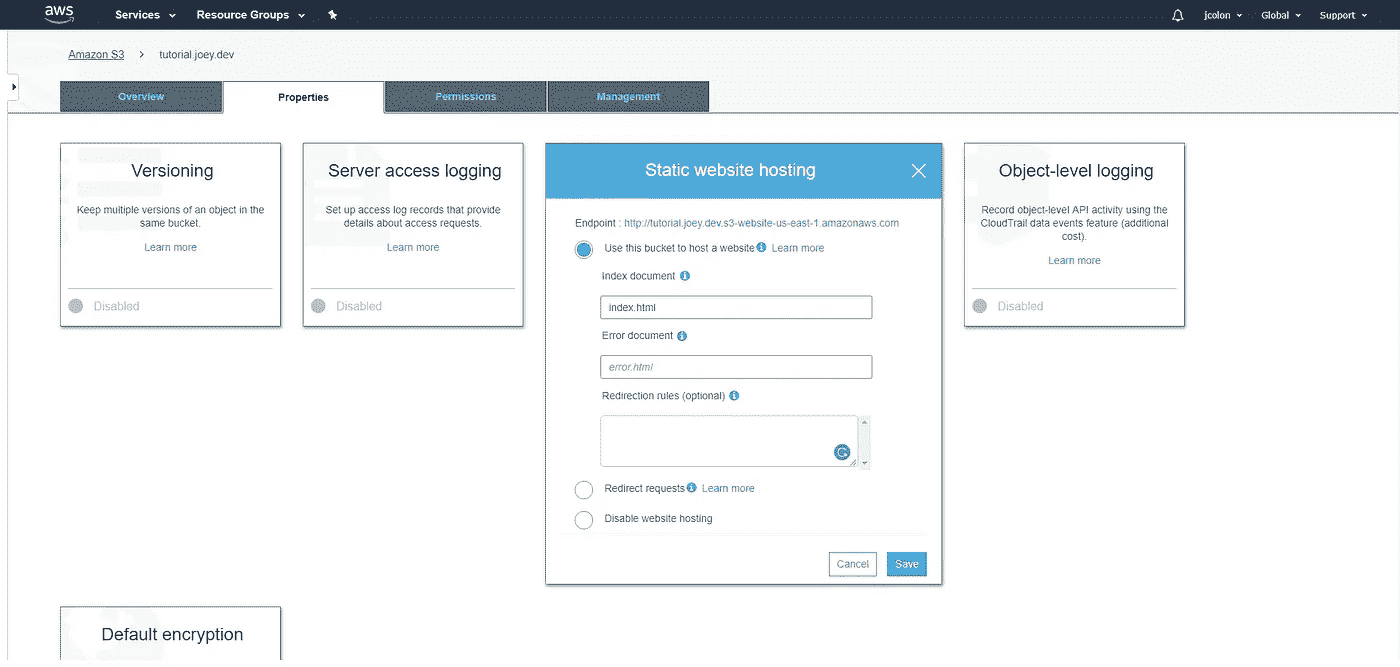 aws
Services
Resource Groups
jcolon
Global
Support
Amazon S3 > tutorial.joey.dev
Overview
Properties
Permissions
Management
Versioning
Keep multiple versions of an object in the
same bucket.
Learn more
Disabled
Server access logging
Set up access log records that provide
details about access requests.
Learn more
Disabled
Static website hosting
Endpoint : http://tutorial.joey.dev.s3-website-us-east-1.amazonaws.com
Use this bucket to host a website Learn more
Index document
index.html
Error document
error.html
Redirection rules (optional)
Redirect requests Learn more
Disable website hosting
Cancel
Save
Object-level logging
Record object-level API activity using the
CloudTrail data events feature (additional
cost).
Learn more
Disabled
Default encryption